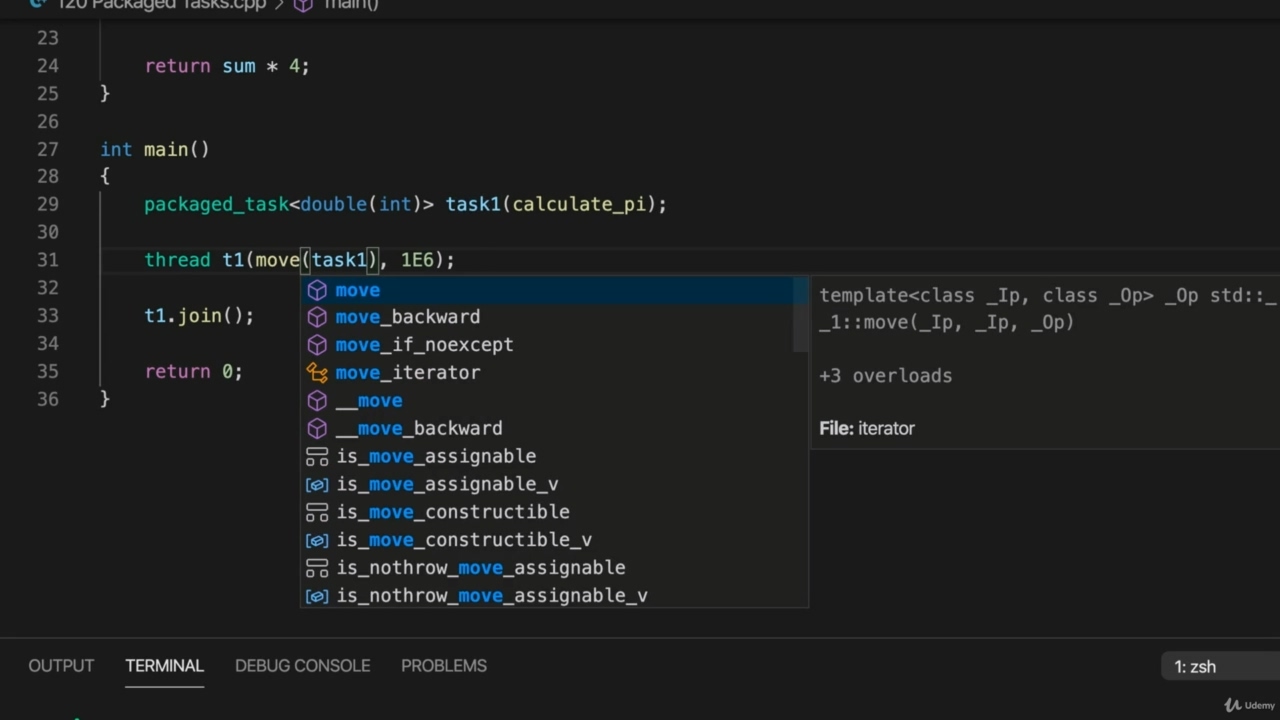 120 Packaged Tasks.cpp > main()
23
24 return sum * 4;
25 }
26
27 int main()
28 {
29 packaged_task<double(int)> task1(calculate_pi);
30
31 thread t1(move(task1), 1E6);
32
33 t1.join();
34
35 return 0;
36 }
move
move_backward
move_if_noexcept
move_iterator
__move
__move_backward
is_move_assignable
is_move_assignable_v
is_move_constructible
is_move_constructible_v
is_nothrow_move_assignable
is_nothrow_move_assignable_v
template<class _Ip, class _Op> _Op std::_
_1::move(_Ip, _Ip, _Op)
+3 overloads
File: iterator
OUTPUT TERMINAL DEBUG CONSOLE PROBLEMS 1: zsh
Udemy